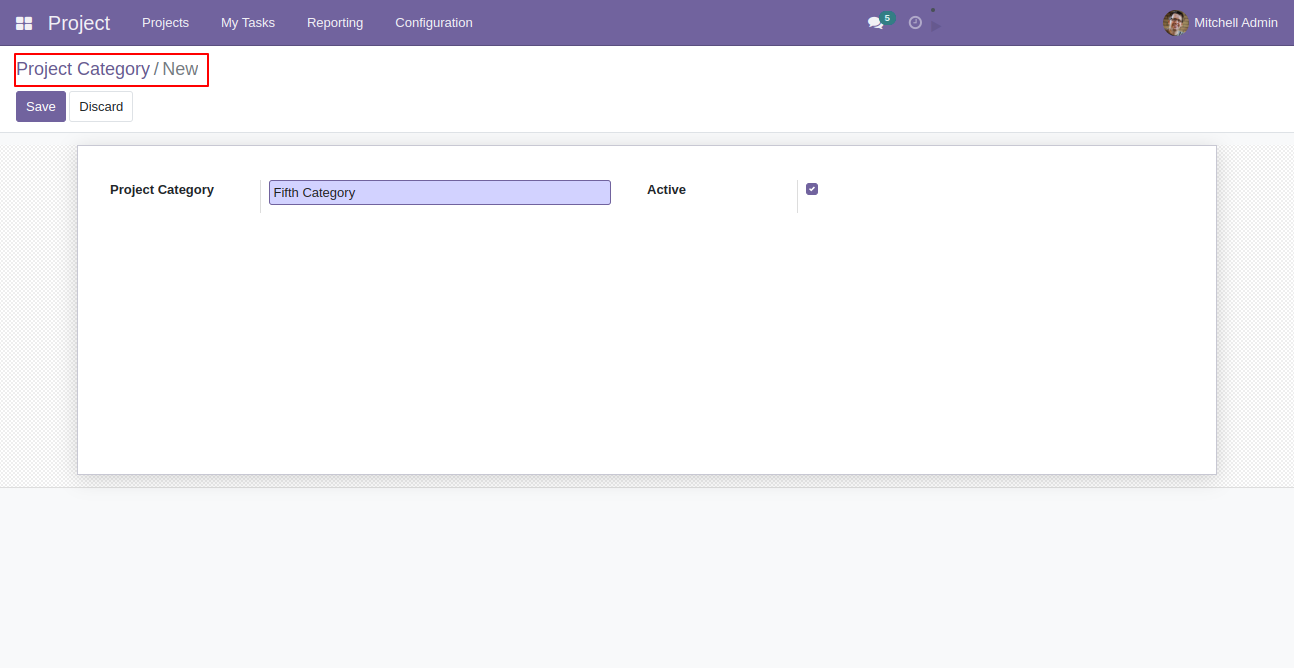 Project Projects My Tasks Reporting Configuration 5 Mitchell Admin
Project Category / New
Save Discard
Project Category Fifth Category Active